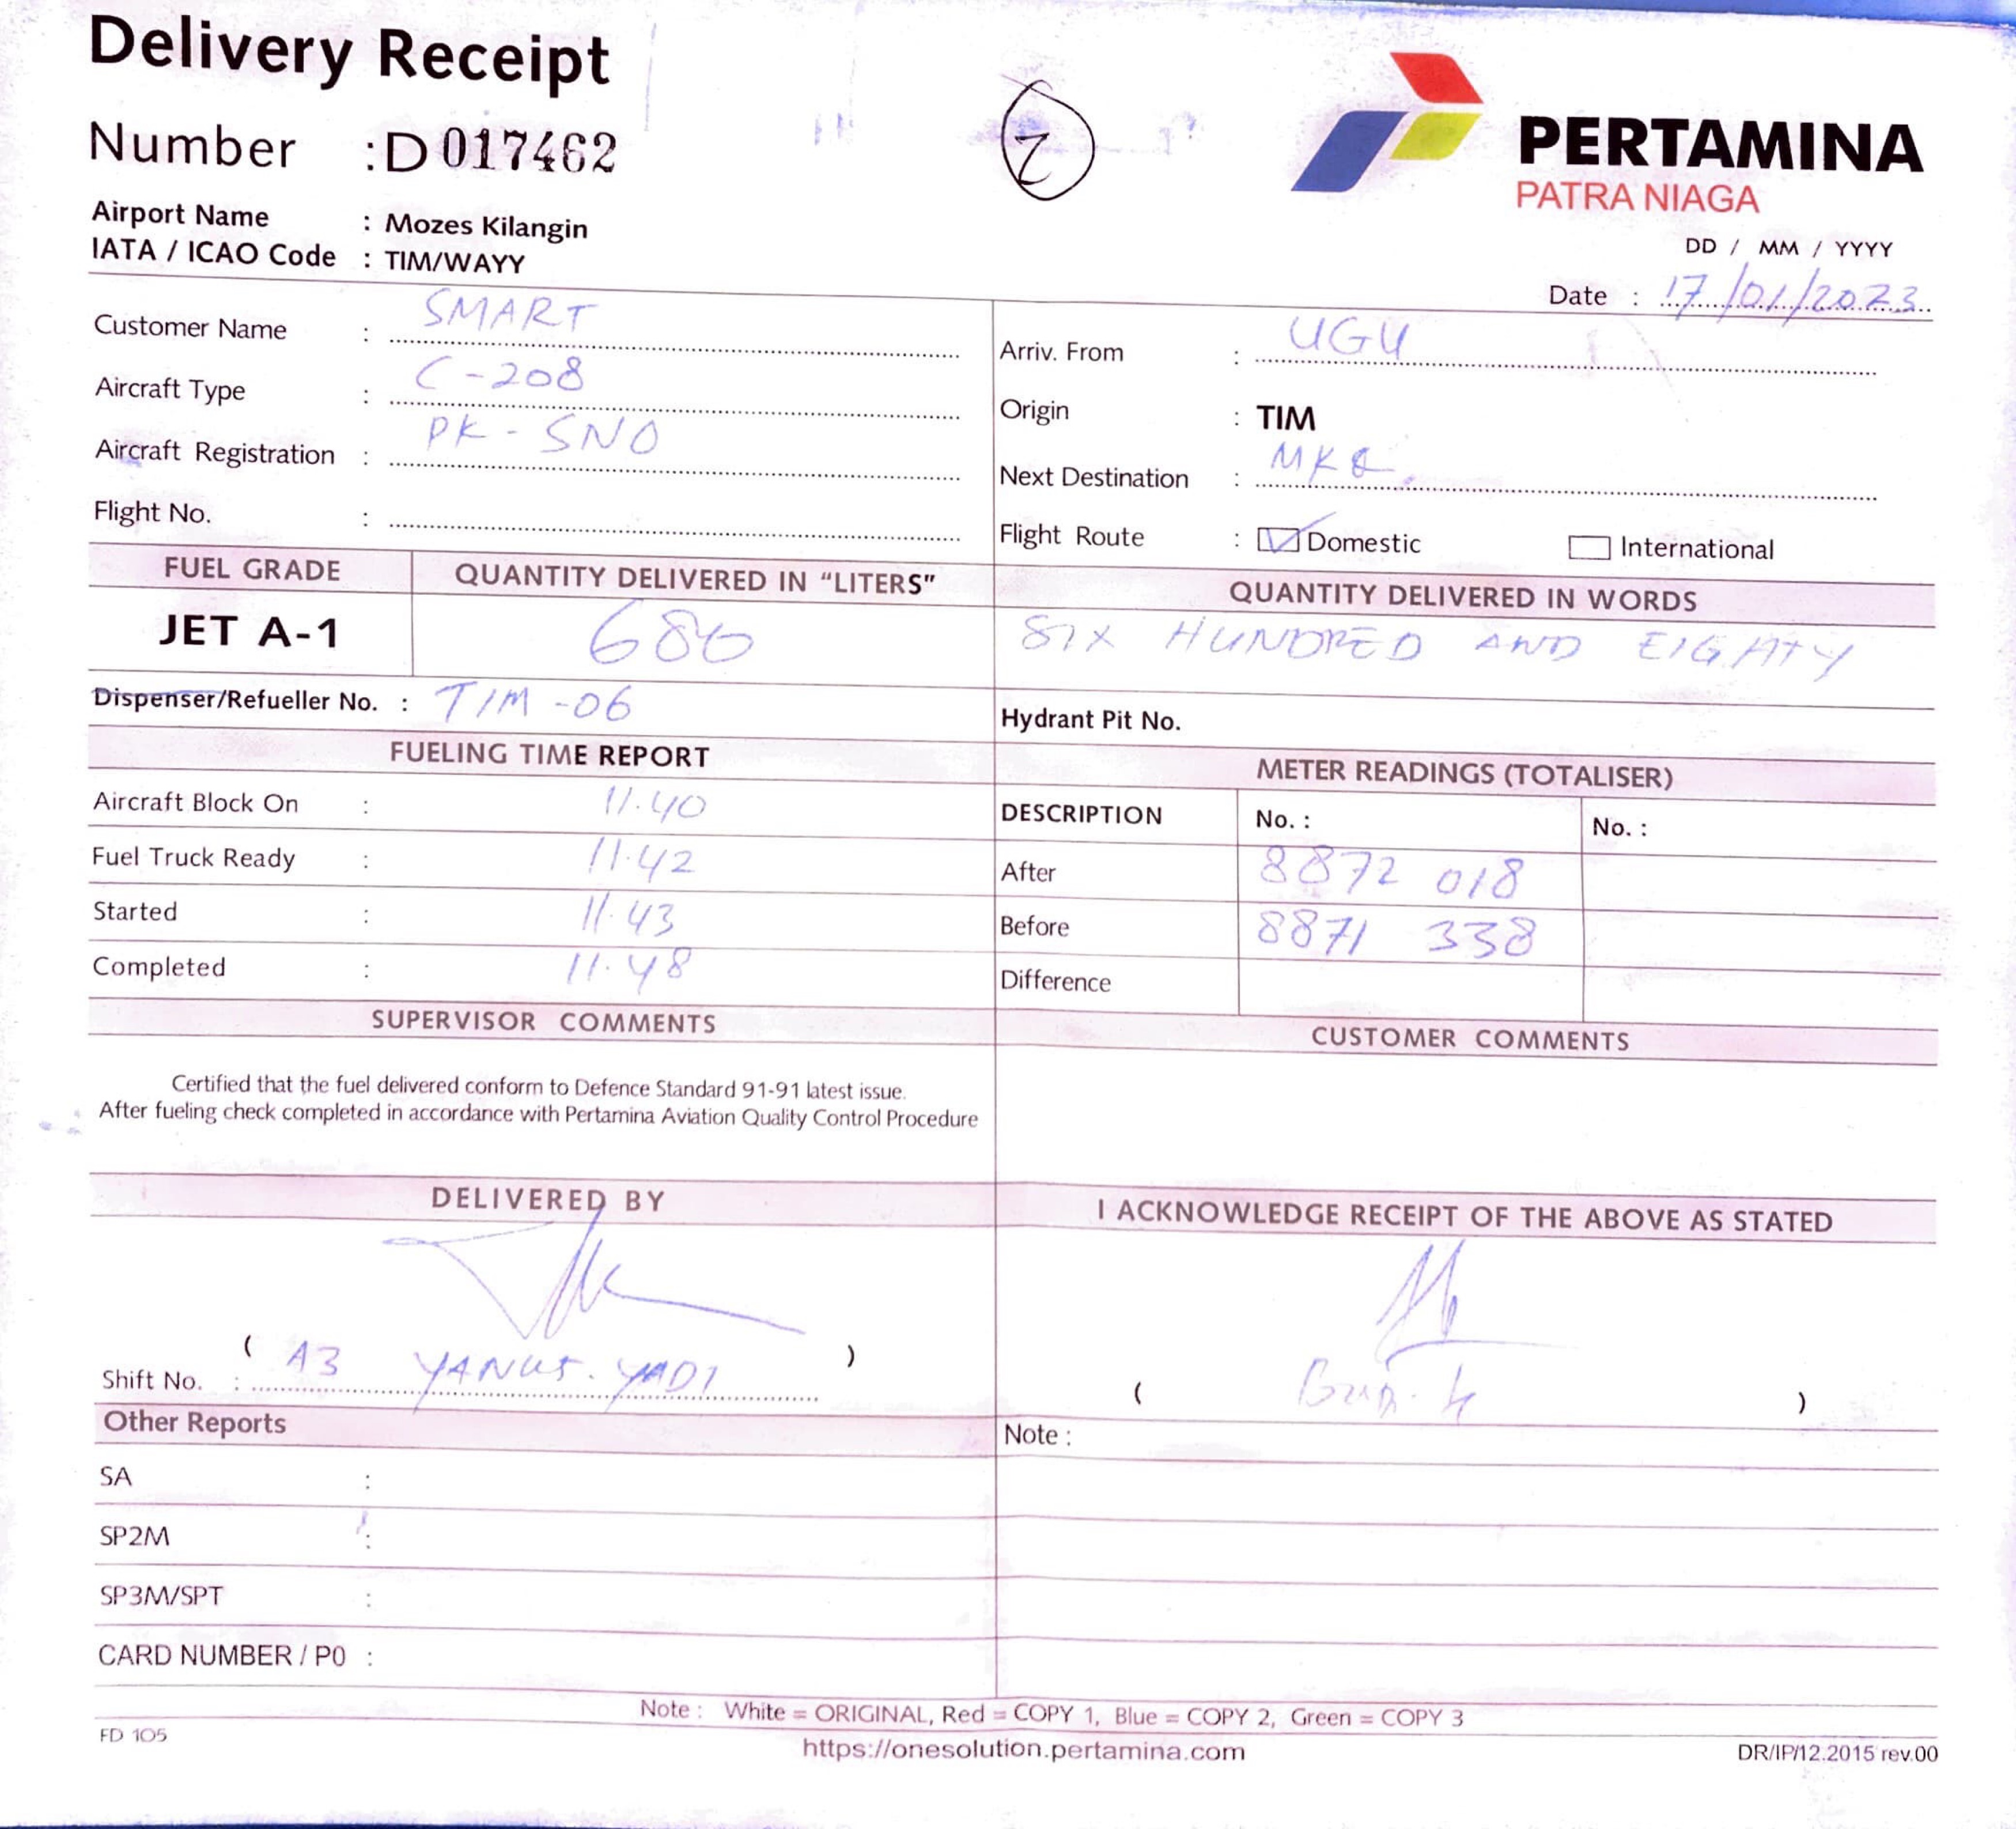 Delivery Receipt
Number : D 017462
2
PERTAMINA
PATRA NIAGA
Airport Name : Mozes Kilangin
IATA / ICAO Code : TIM/WAYY
DD / MM / YYYY
Date : 17/01/2023
Customer Name : SMART
Aircraft Type : C-208
Aircraft Registration : PK-SNO
Flight No. :
Arriv. From : UGU
Origin : TIM
Next Destination :
Flight Route : Domestic International
FUEL GRADE QUANTITY DELIVERED IN “LITERS” QUANTITY DELIVERED IN WORDS
JET A-1 680 SIX HUNDRED AND EIGHTY
Dispenser/Refueller No. : TIM-06 Hydrant Pit No.
FUELING TIME REPORT
Aircraft Block On : 11.40
Fuel Truck Ready : 11.42
Started : 11.43
Completed : 11.48
METER READINGS (TOTALISER)
DESCRIPTION No. : No. :
After 8872 018
Before 8871 338
Difference
SUPERVISOR COMMENTS
Certified that the fuel delivered conform to Defence Standard 91-91 latest issue.
After fueling check completed in accordance with Pertamina Aviation Quality Control Procedure
CUSTOMER COMMENTS
DELIVERED BY
( )
Shift No. : A3 YANUS. YADI
I ACKNOWLEDGE RECEIPT OF THE ABOVE AS STATED
( )
Other Reports
SA :
SP2M :
SP3M/SPT :
CARD NUMBER / P0 :
Note :
Note : White = ORIGINAL, Red = COPY 1, Blue = COPY 2, Green = COPY 3
FD 105
https://onesolution.pertamina.com
DR/IP/12.2015 rev.00